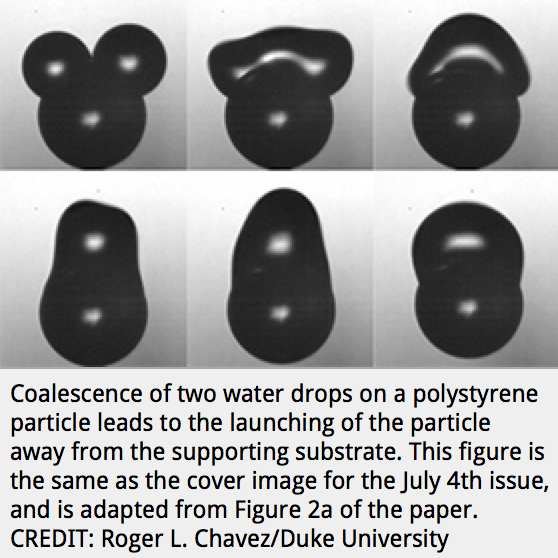 Coalescence of two water drops on a polystyrene
particle leads to the launching of the particle
away from the supporting substrate. This figure is
the same as the cover image for the July 4th issue,
and is adapted from Figure 2a of the paper.
CREDIT: Roger L. Chavez/Duke University